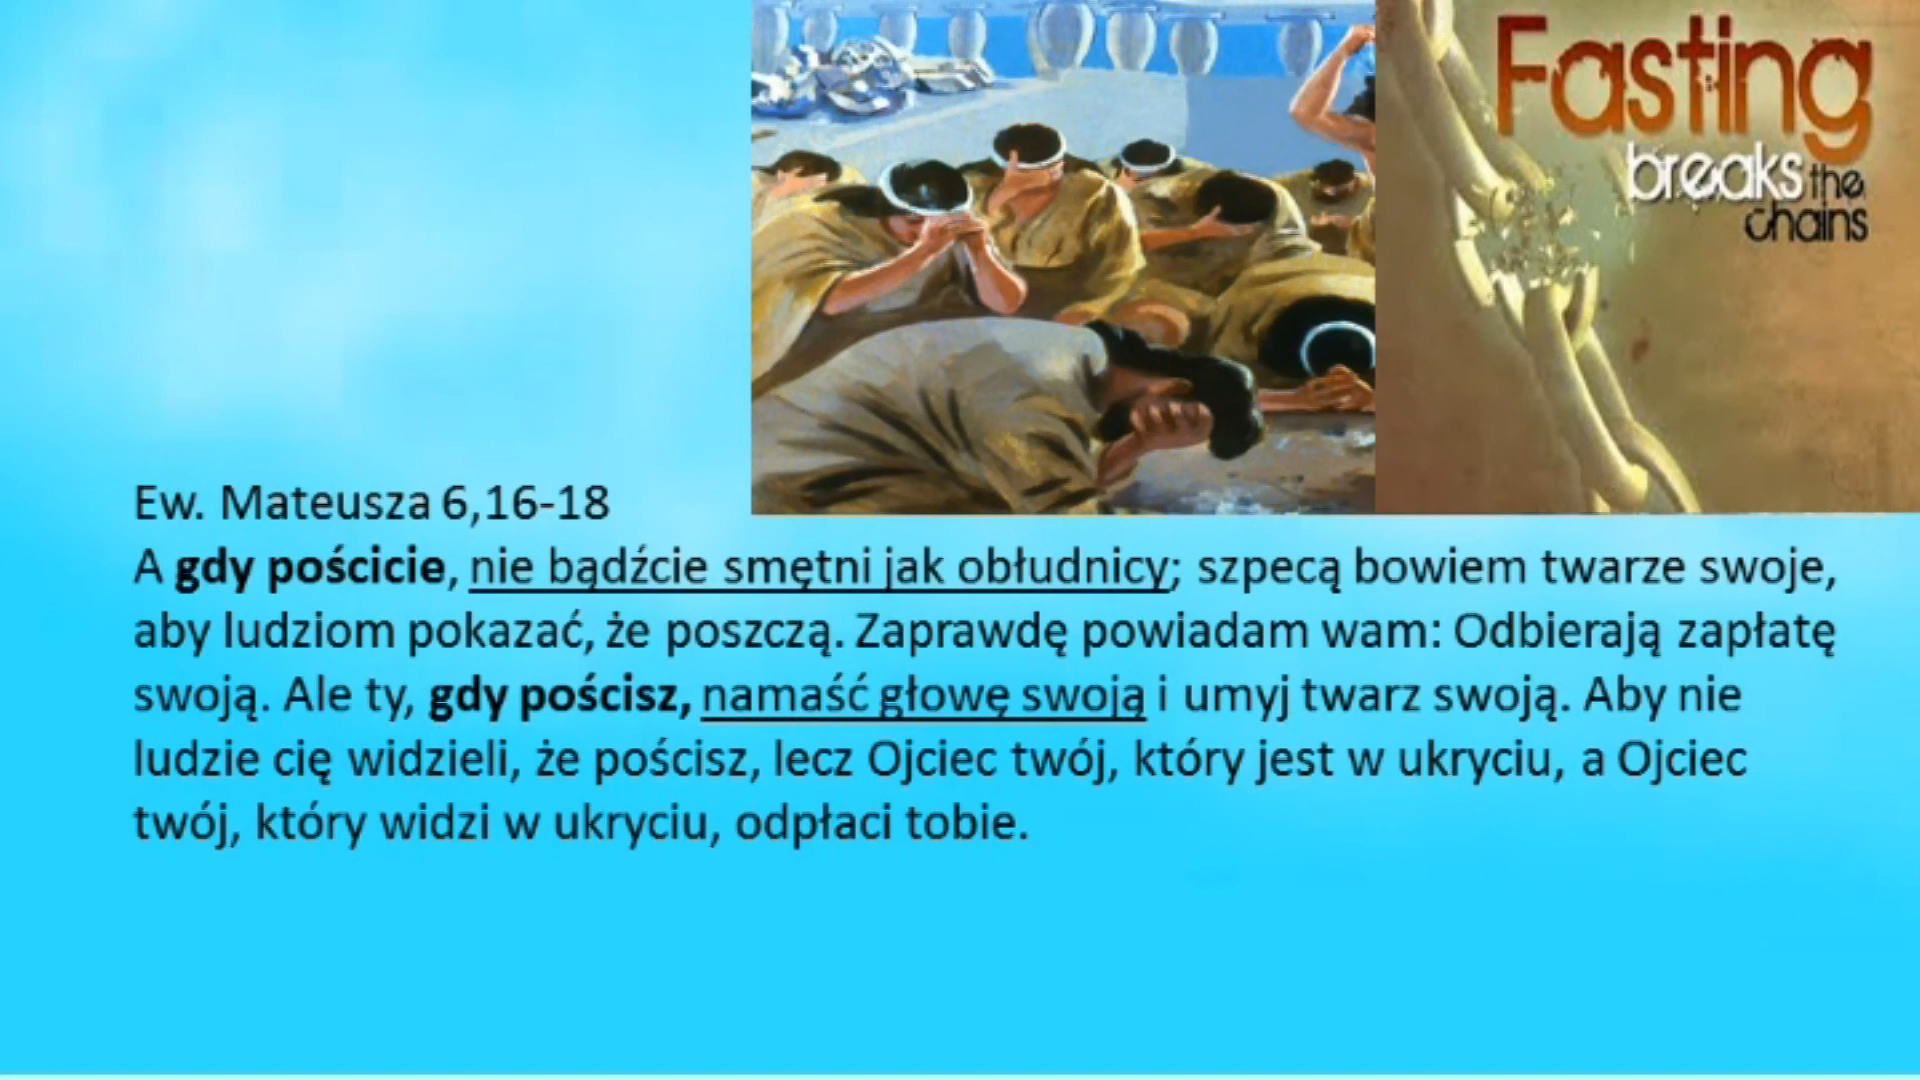 Fasting
breaks the
chains
Ew. Mateusza 6,16-18
A gdy pościcie, nie bądźcie smętni jak obłudnicy; szpecą bowiem twarze swoje,
aby ludziom pokazać, że poszczą. Zaprawdę powiadam wam: Odbierają zapłatę
swoją. Ale ty, gdy pościsz, namaść głowę swoją i umyj twarz swoją. Aby nie
ludzie cię widzieli, że pościsz, lecz Ojciec twój, który jest w ukryciu, a Ojciec
twój, który widzi w ukryciu, odpłaci tobie.